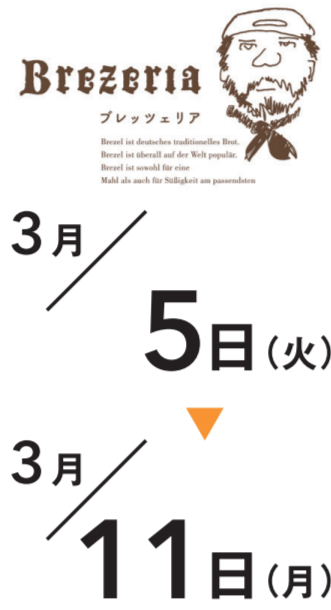 Brezeria
ブレッツェリア
Brezel ist deutsches traditionelles Brot.
Brezel ist überall auf der Welt populär.
Brezel ist sowohl für eine
Mahl als auch für Süßigkeit am passendsten
3月
5日(火)
3月
11日(月)